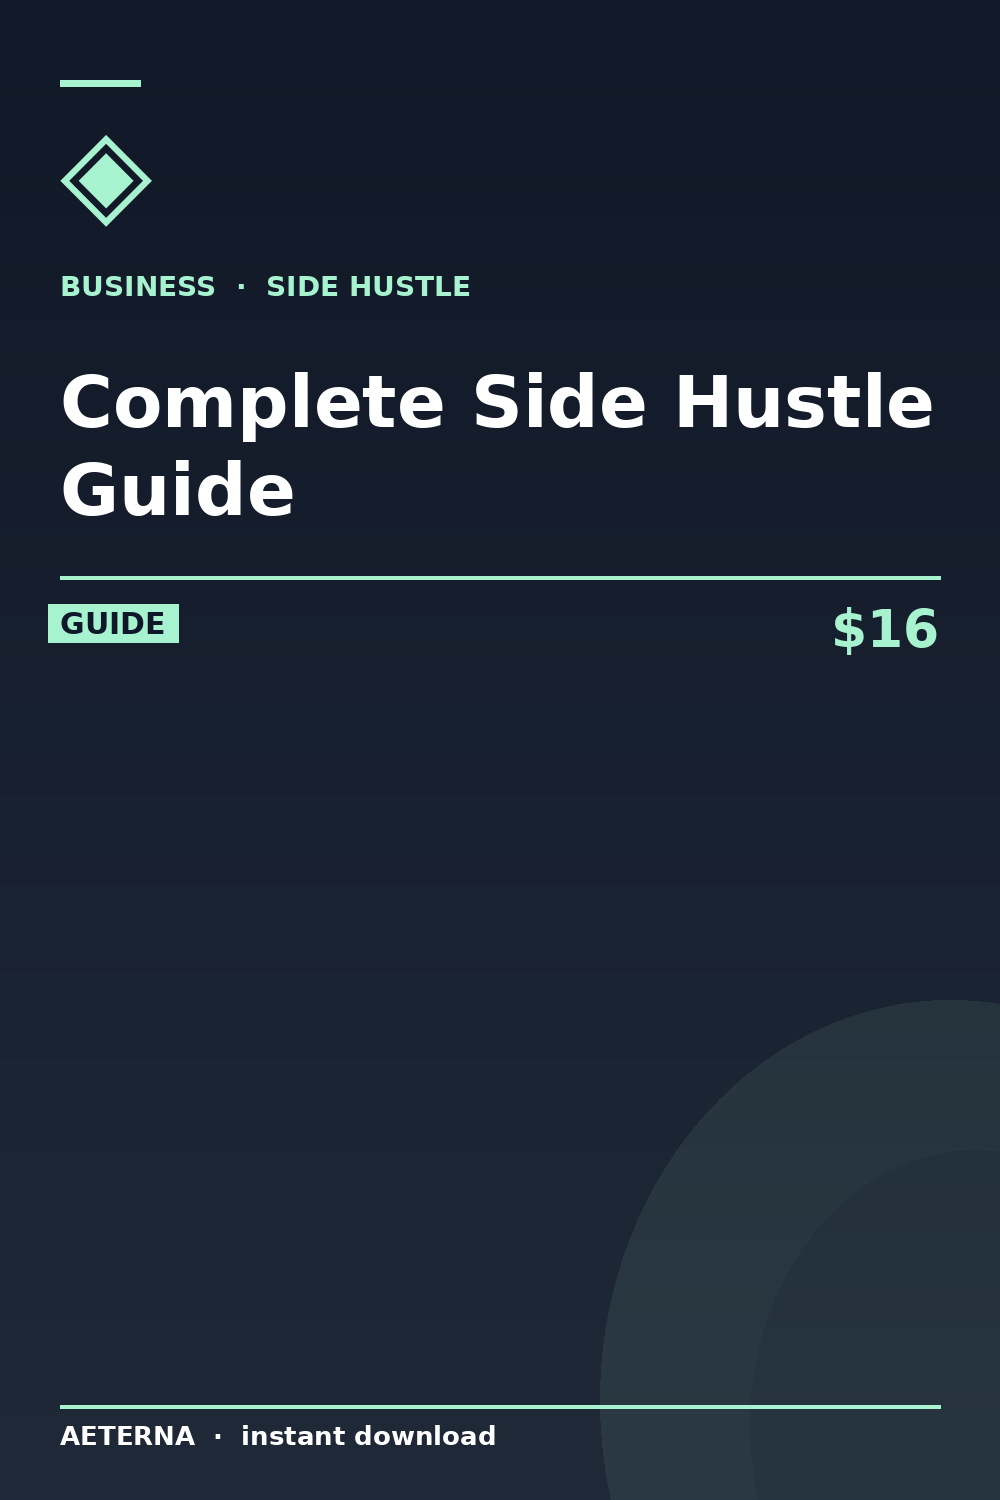 BUSINESS · SIDE HUSTLE
Complete Side Hustle
Guide
GUIDE
$16
AETERNA · instant download